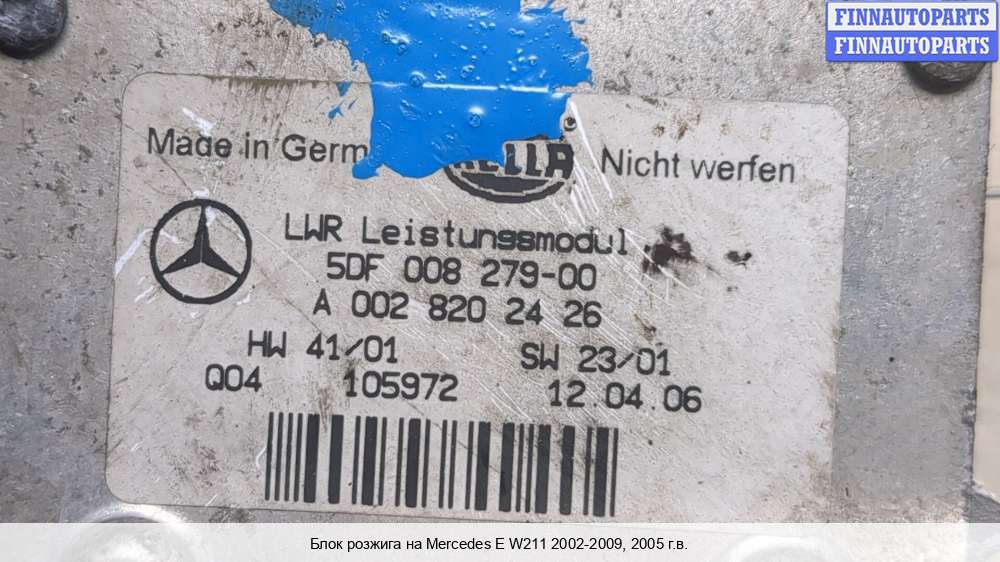 FINNAUTOPARTS
FINNAUTOPARTS
Made in Germ HELLA Nicht werfen
LWR Leistungsmodul
5DF 008 279-00
A 002 820 24 26
HW 41/01 SW 23/01
Q04 105972 12.04.06
Блок розжига на Mercedes E W211 2002-2009, 2005 г.в.